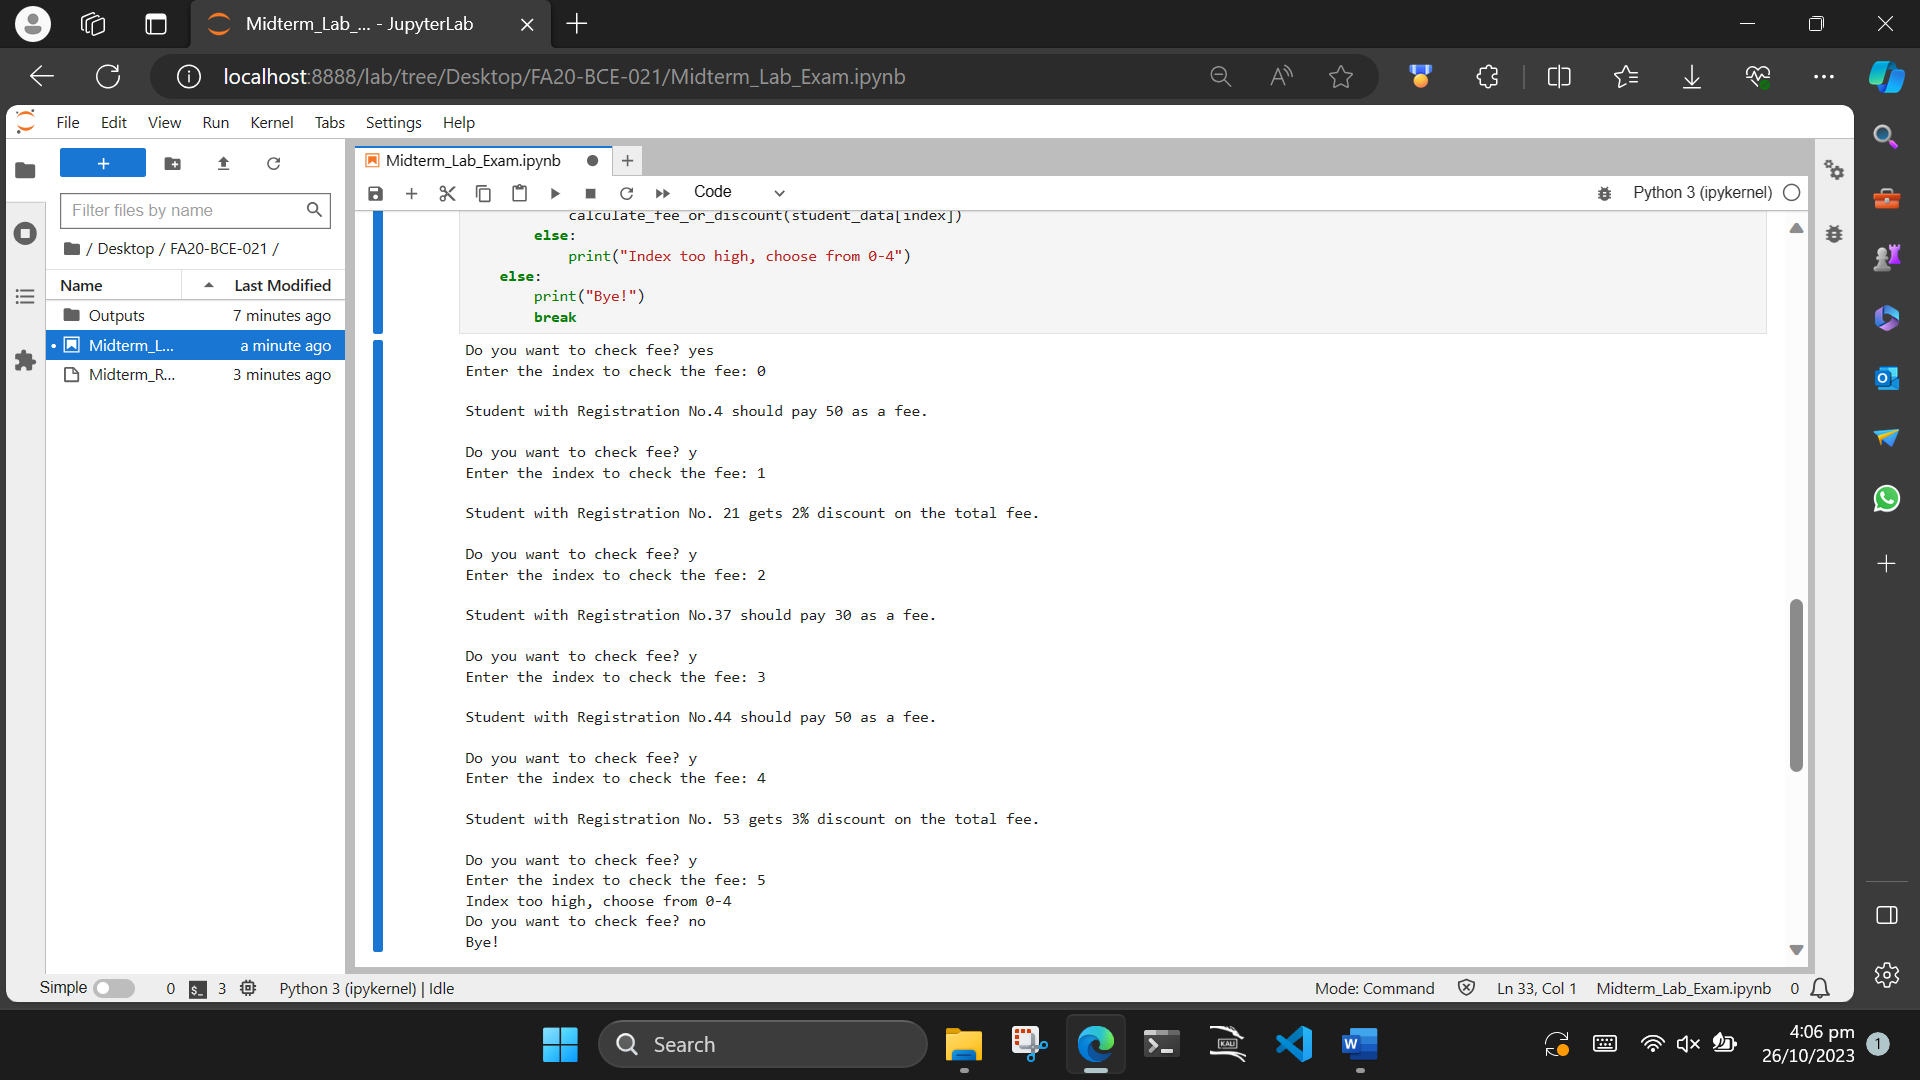 Midterm_Lab_... - JupyterLab
localhost:8888/lab/tree/Desktop/FA20-BCE-021/Midterm_Lab_Exam.ipynb
File Edit View Run Kernel Tabs Settings Help
Midterm_Lab_Exam.ipynb
Code
Python 3 (ipykernel)
Filter files by name
/ Desktop / FA20-BCE-021 /
Name Last Modified
Outputs 7 minutes ago
Midterm_L... a minute ago
Midterm_R... 3 minutes ago
calculate_fee_or_discount(student_data[index])
else:
print("Index too high, choose from 0-4")
else:
print("Bye!")
break
Do you want to check fee? yes
Enter the index to check the fee: 0
Student with Registration No.4 should pay 50 as a fee.
Do you want to check fee? y
Enter the index to check the fee: 1
Student with Registration No. 21 gets 2% discount on the total fee.
Do you want to check fee? y
Enter the index to check the fee: 2
Student with Registration No.37 should pay 30 as a fee.
Do you want to check fee? y
Enter the index to check the fee: 3
Student with Registration No.44 should pay 50 as a fee.
Do you want to check fee? y
Enter the index to check the fee: 4
Student with Registration No. 53 gets 3% discount on the total fee.
Do you want to check fee? y
Enter the index to check the fee: 5
Index too high, choose from 0-4
Do you want to check fee? no
Bye!
Simple 0 3 Python 3 (ipykernel) | Idle Mode: Command Ln 33, Col 1 Midterm_Lab_Exam.ipynb 0
Search
KALI
4:06 pm
26/10/2023
1